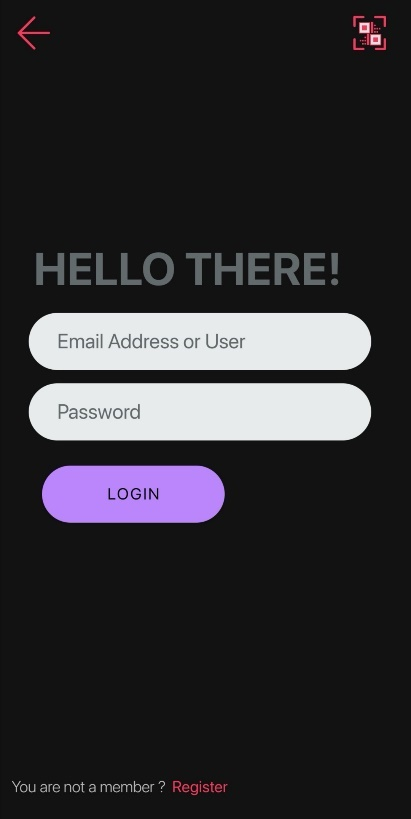 HELLO THERE!
Email Address or User
Password
LOGIN
You are not a member ? Register